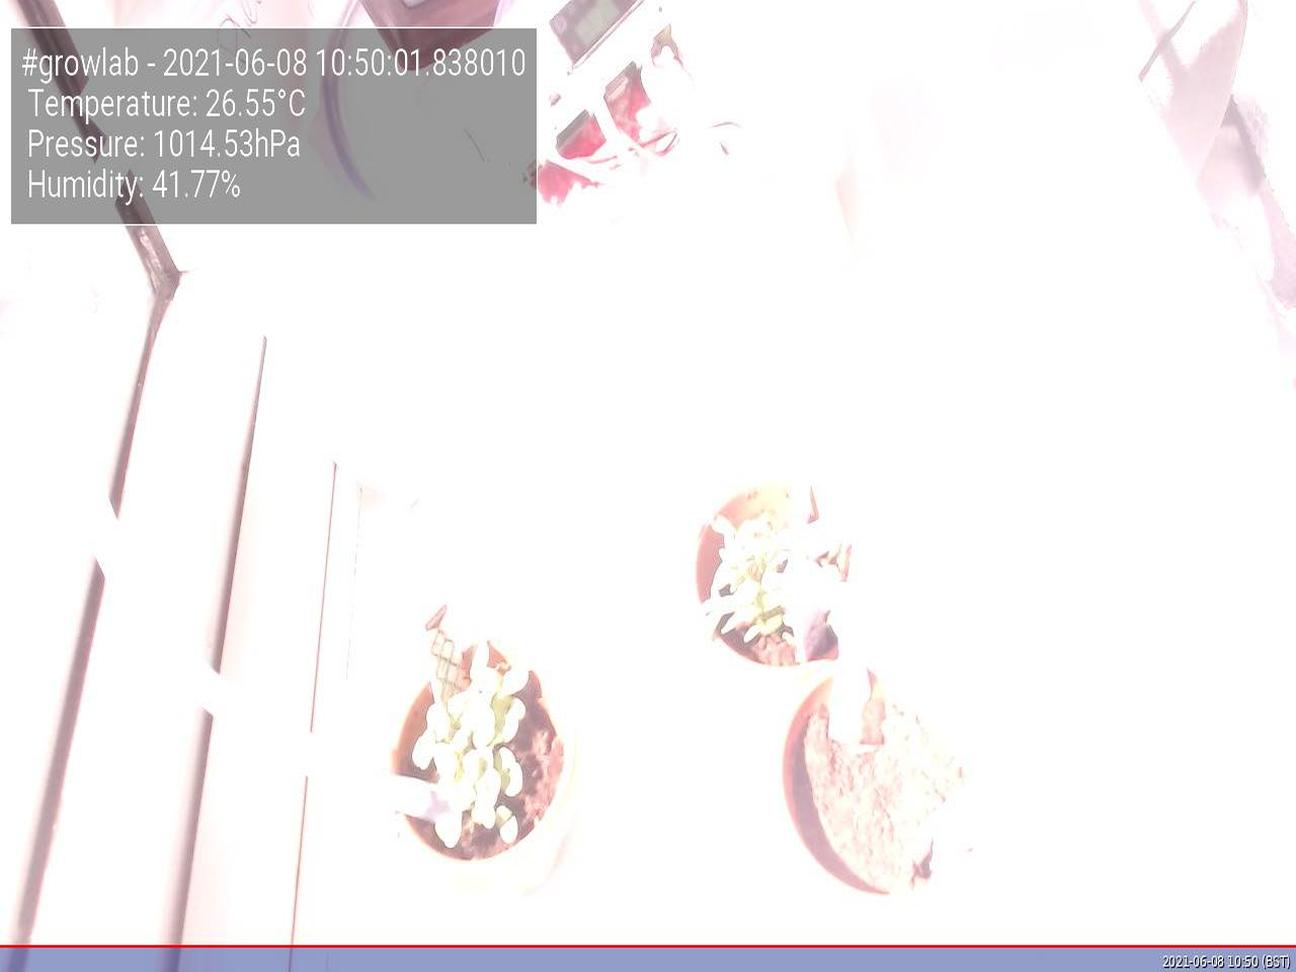 #growlab - 2021-06-08 10:50:01.838010
Temperature: 26.55°C
Pressure: 1014.53hPa
Humidity: 41.77%
2021-06-08 10:50 (BST)